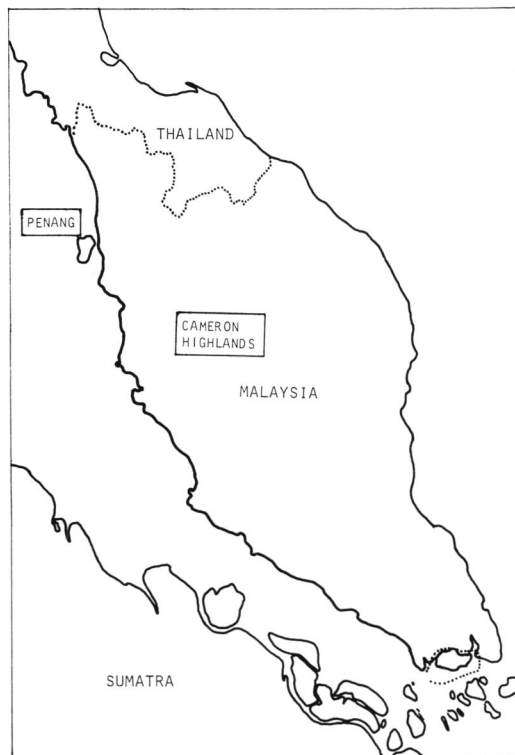 THAILAND
PENANG
CAMERON
HIGHLANDS
MALAYSIA
SUMATRA